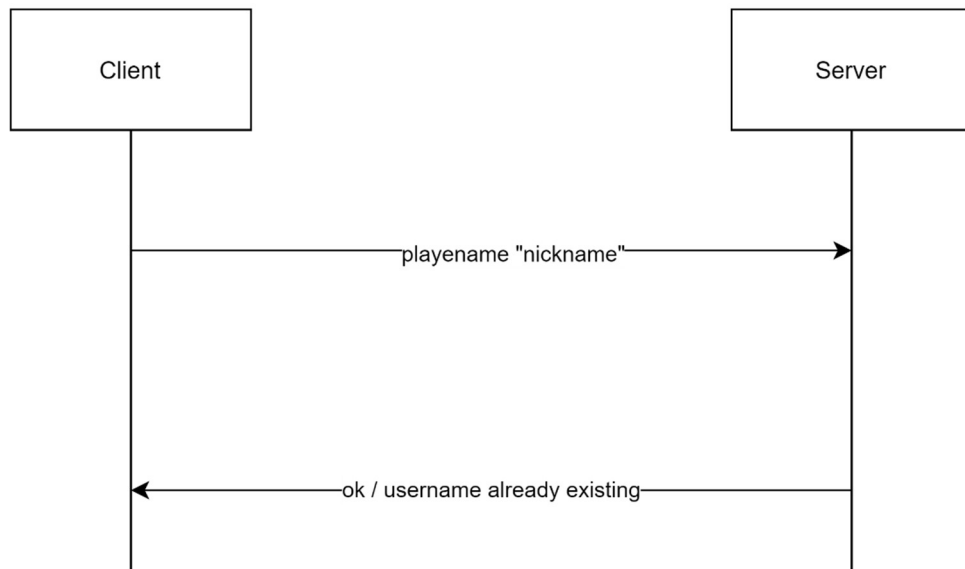 Client
Server
playename "nickname"
ok / username already existing